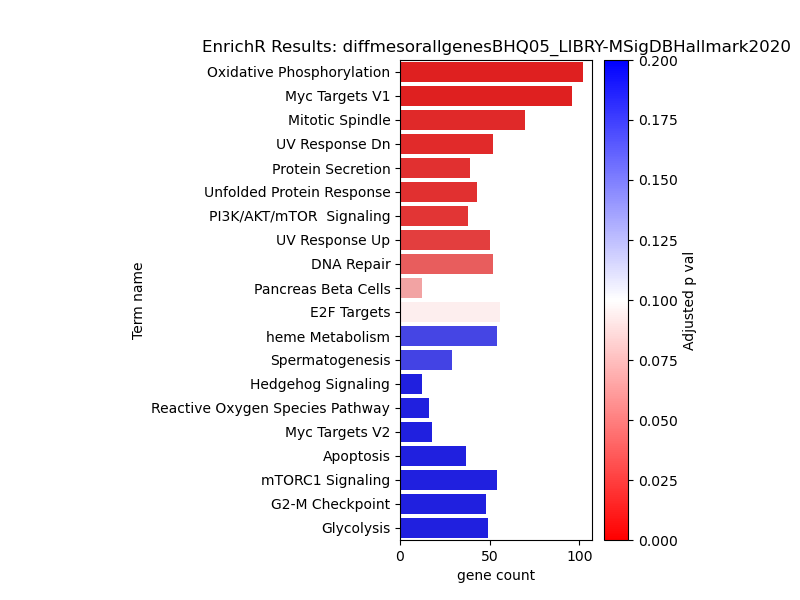 EnrichR Results: diffmesorallgenesBHQ05_LIBRY-MSigDBHallmark2020
Term name
Oxidative Phosphorylation
Myc Targets V1
Mitotic Spindle
UV Response Dn
Protein Secretion
Unfolded Protein Response
PI3K/AKT/mTOR  Signaling
UV Response Up
DNA Repair
Pancreas Beta Cells
E2F Targets
heme Metabolism
Spermatogenesis
Hedgehog Signaling
Reactive Oxygen Species Pathway
Myc Targets V2
Apoptosis
mTORC1 Signaling
G2-M Checkpoint
Glycolysis
0 50 100
gene count
0.200
0.175
0.150
0.125
0.100
0.075
0.050
0.025
0.000
Adjusted p val